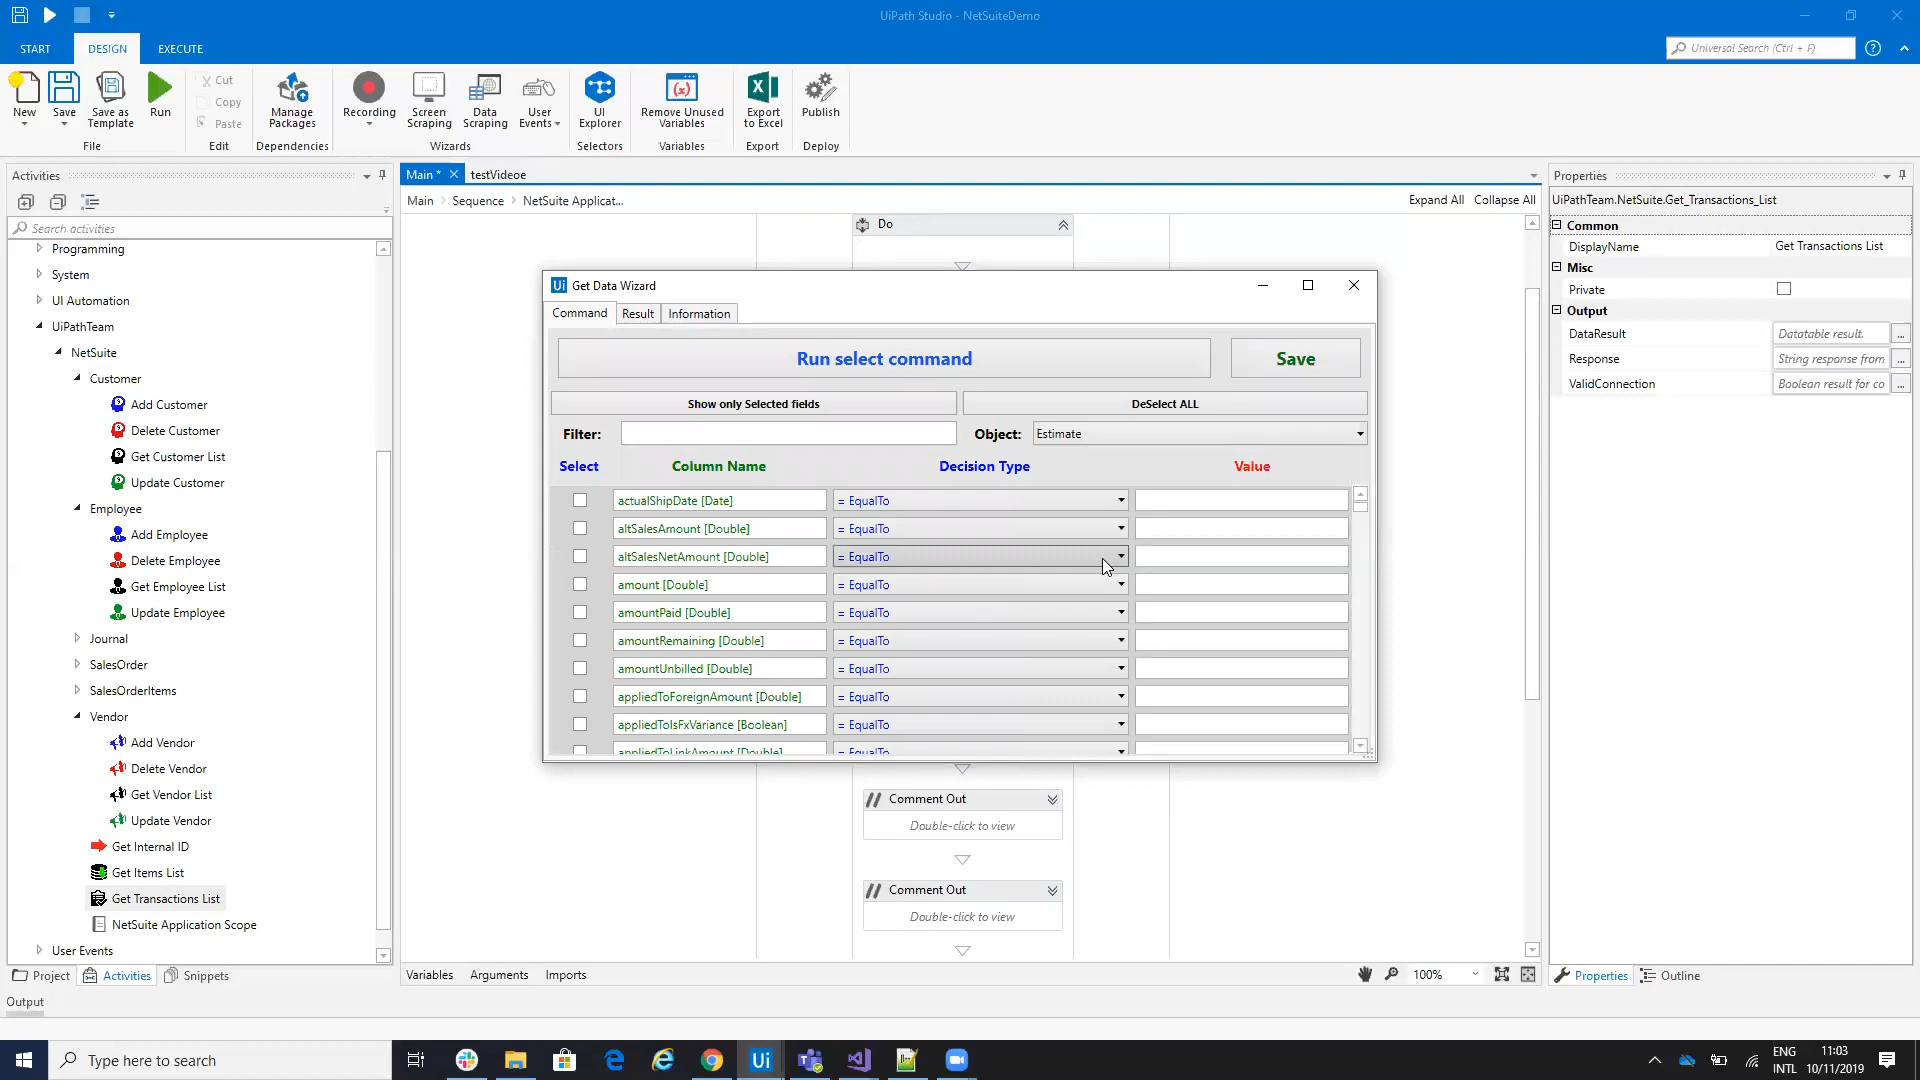 UiPath Studio - NetSuiteDemo
START
DESIGN
EXECUTE
Universal Search (Ctrl + F)
New
Save
Save as Template
Run
Cut
Copy
Paste
Manage Packages
Recording
Screen Scraping
Data Scraping
User Events
UI Explorer
Remove Unused Variables
Export to Excel
Publish
File
Edit
Dependencies
Wizards
Selectors
Variables
Export
Deploy
Activities
Search activities
Programming
System
UI Automation
UiPathTeam
NetSuite
Customer
Add Customer
Delete Customer
Get Customer List
Update Customer
Employee
Add Employee
Delete Employee
Get Employee List
Update Employee
Journal
SalesOrder
SalesOrderItems
Vendor
Add Vendor
Delete Vendor
Get Vendor List
Update Vendor
Get Internal ID
Get Items List
Get Transactions List
NetSuite Application Scope
User Events
Project
Activities
Snippets
Output
Main *
testVideoe
Main
Sequence
NetSuite Applicat...
Expand All
Collapse All
Do
Ui Get Data Wizard
Command
Result
Information
Run select command
Save
Show only Selected fields
DeSelect ALL
Filter:
Object:
Estimate
Select
Column Name
Decision Type
Value
actualShipDate [Date] = EqualTo
altSalesAmount [Double] = EqualTo
altSalesNetAmount [Double] = EqualTo
amount [Double] = EqualTo
amountPaid [Double] = EqualTo
amountRemaining [Double] = EqualTo
amountUnbilled [Double] = EqualTo
appliedToForeignAmount [Double] = EqualTo
appliedToIsFxVariance [Boolean] = EqualTo
appliedToLinkAmount [Double] = EqualTo
// Comment Out
Double-click to view
// Comment Out
Double-click to view
Variables
Arguments
Imports
100%
Properties
UiPathTeam.NetSuite.Get_Transactions_List
Common
DisplayName Get Transactions List
Misc
Private
Output
DataResult Datatable result. ...
Response String response from ...
ValidConnection Boolean result for co ...
Properties
Outline
Type here to search
Ui
ENG
INTL
11:03
10/11/2019